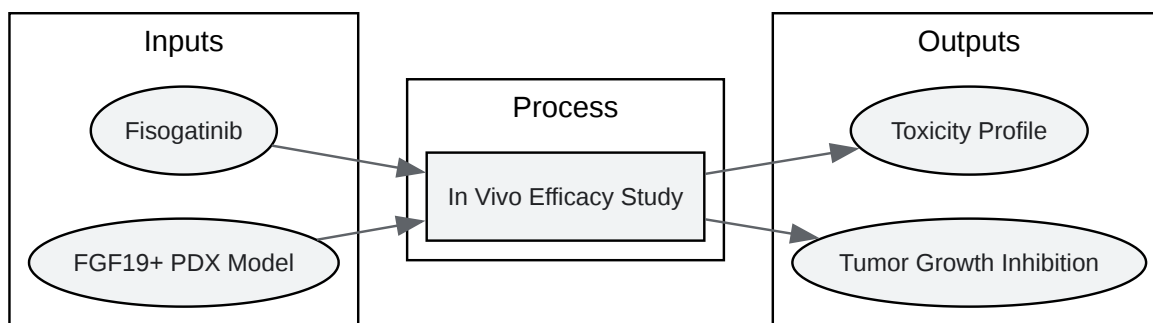 Inputs
Fisogatinib
FGF19+ PDX Model
Process
In Vivo Efficacy Study
Outputs
Toxicity Profile
Tumor Growth Inhibition